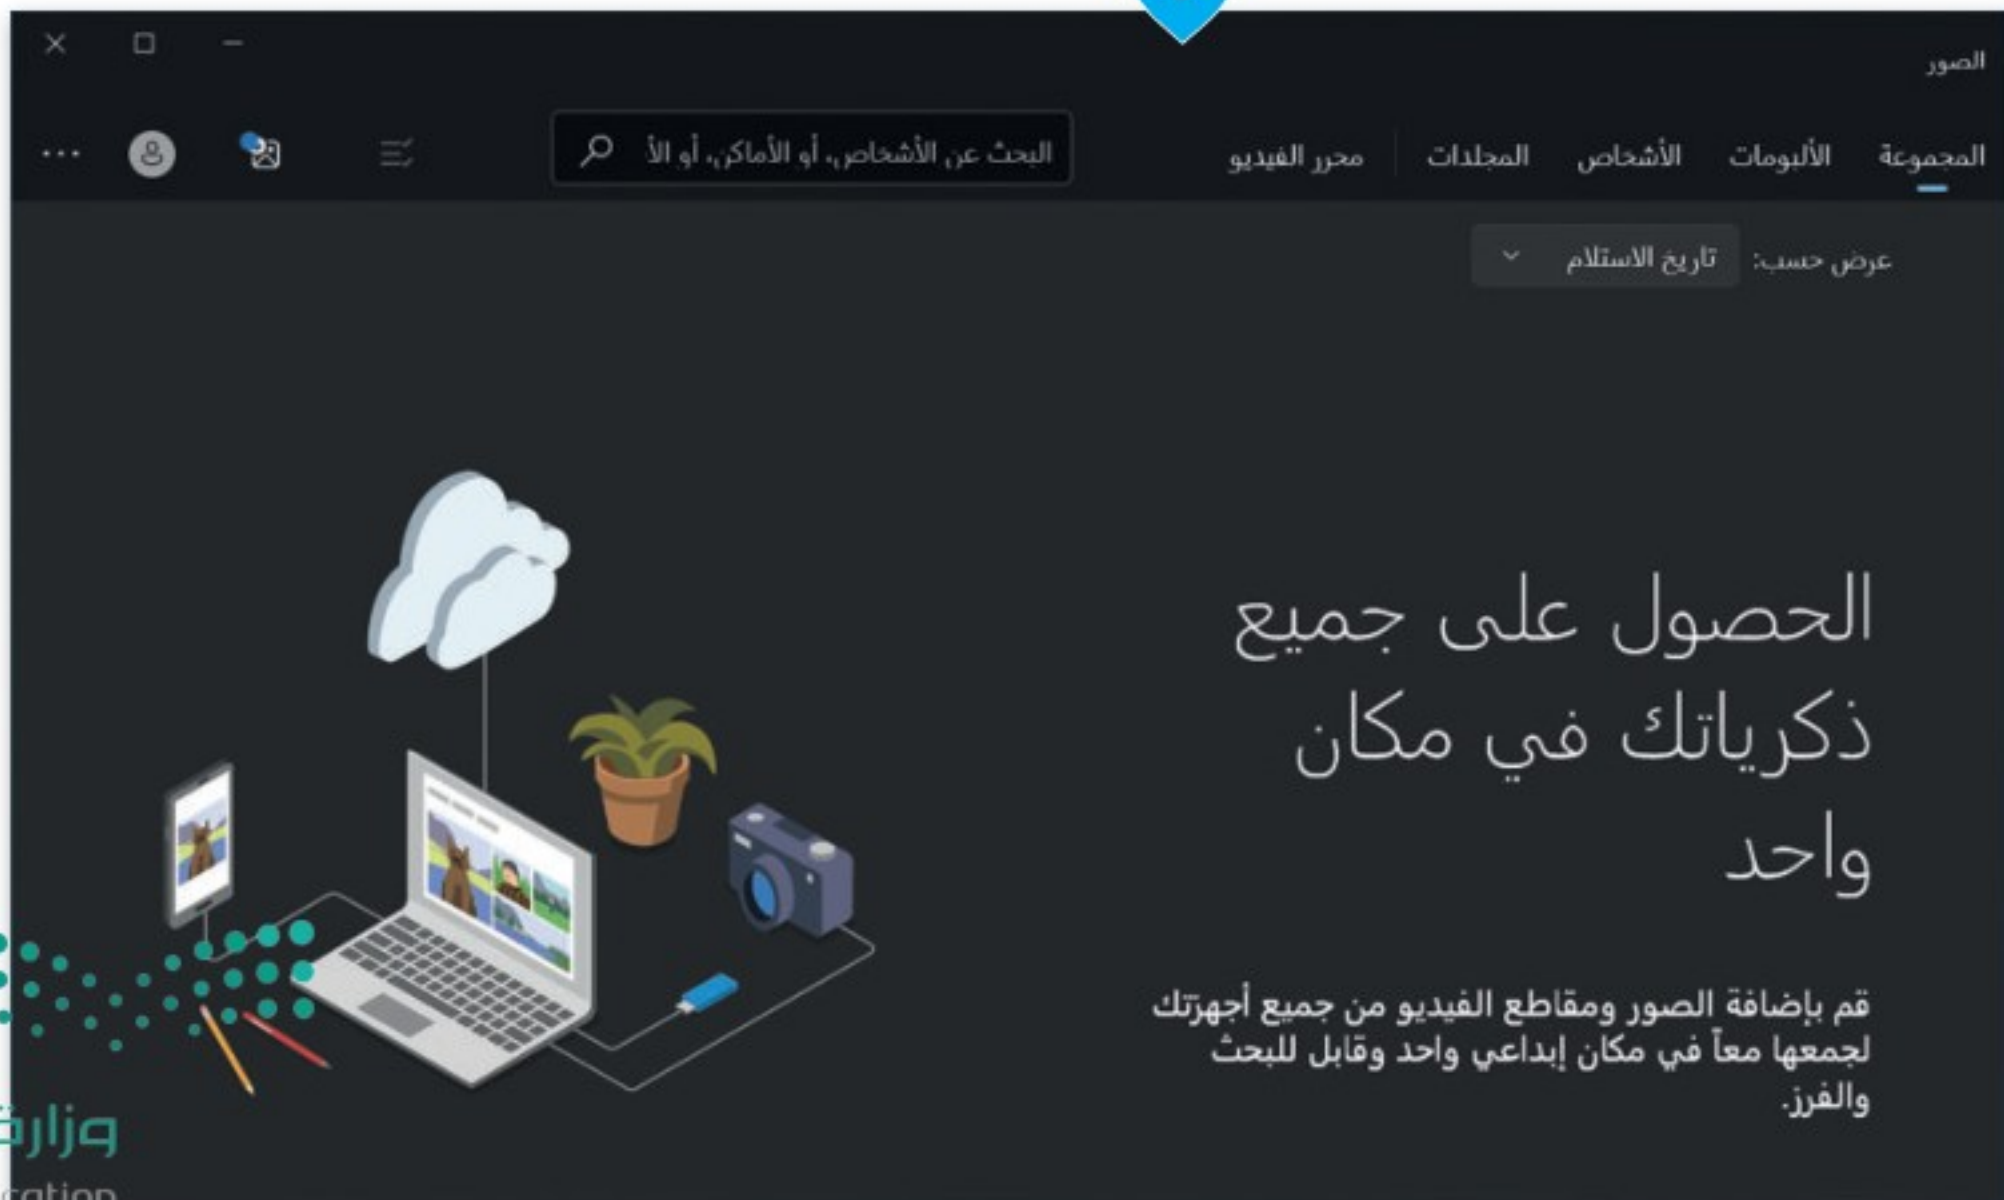 الصور
المجموعة الألبومات الأشخاص المجلدات محرر الفيديو البحث عن الأشخاص، أو الأماكن، أو الأ
عرض حسب: تاريخ الاستلام
الحصول على جميع
ذكرياتك في مكان
واحد
قم بإضافة الصور ومقاطع الفيديو من جميع أجهزتك
لجمعها معاً في مكان إبداعي واحد وقابل للبحث
والفرز.
وزارة